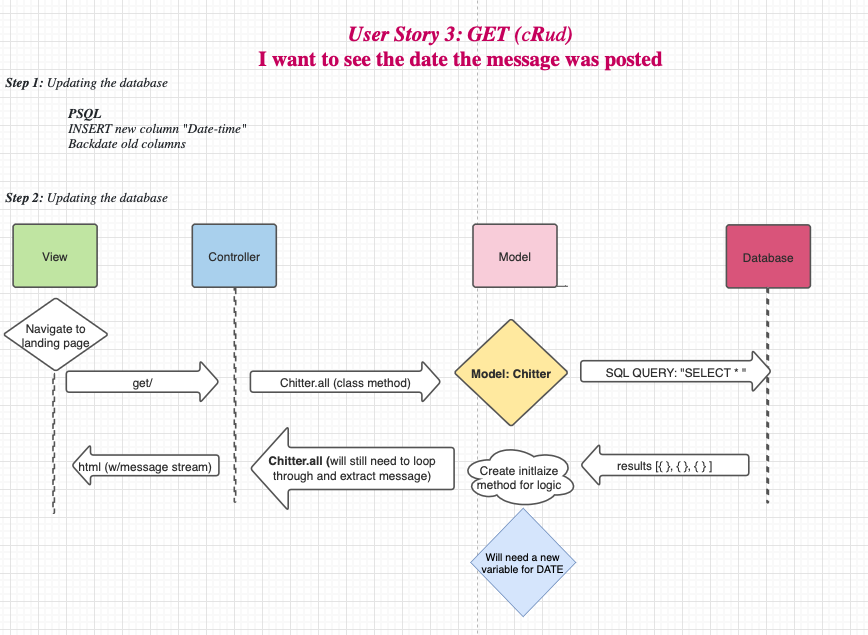 User Story 3: GET (cRud)
I want to see the date the message was posted
Step 1: Updating the database
PSQL
INSERT new column "Date-time"
Backdate old columns
Step 2: Updating the database
View
Controller
Model
Database
Navigate to
landing page
get/
Chitter.all (class method)
Model: Chitter
SQL QUERY: "SELECT * "
html (w/message stream)
Chitter.all (will still need to loop
through and extract message)
Create initlaize
method for logic
results [{ }, { }, { } ]
Will need a new
variable for DATE